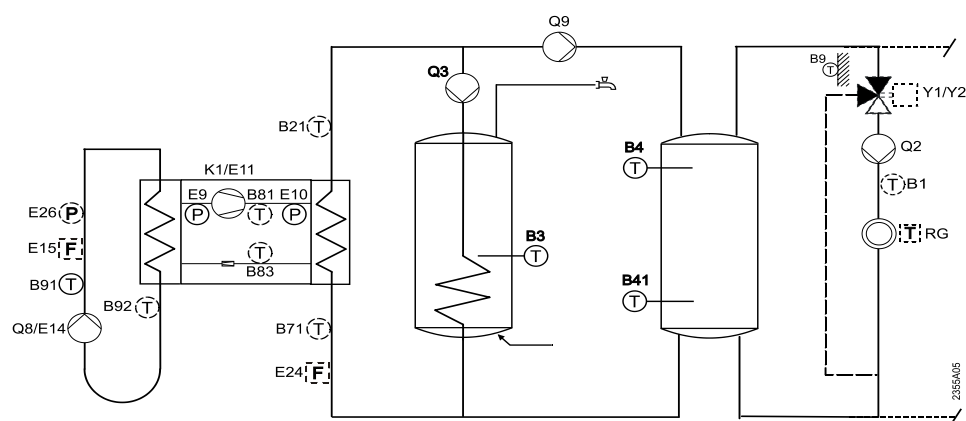 Q9
Q3
B9
T
Y1/Y2
B21 T
B4
T
Q2
K1/E11
T B1
E9 B81 E10
E26 P
P T P
E15 F
T RG
B3
T
T
B83
B91 T
B41
T
B92 T
Q8/E14
B71 T
E24 F
2355A05